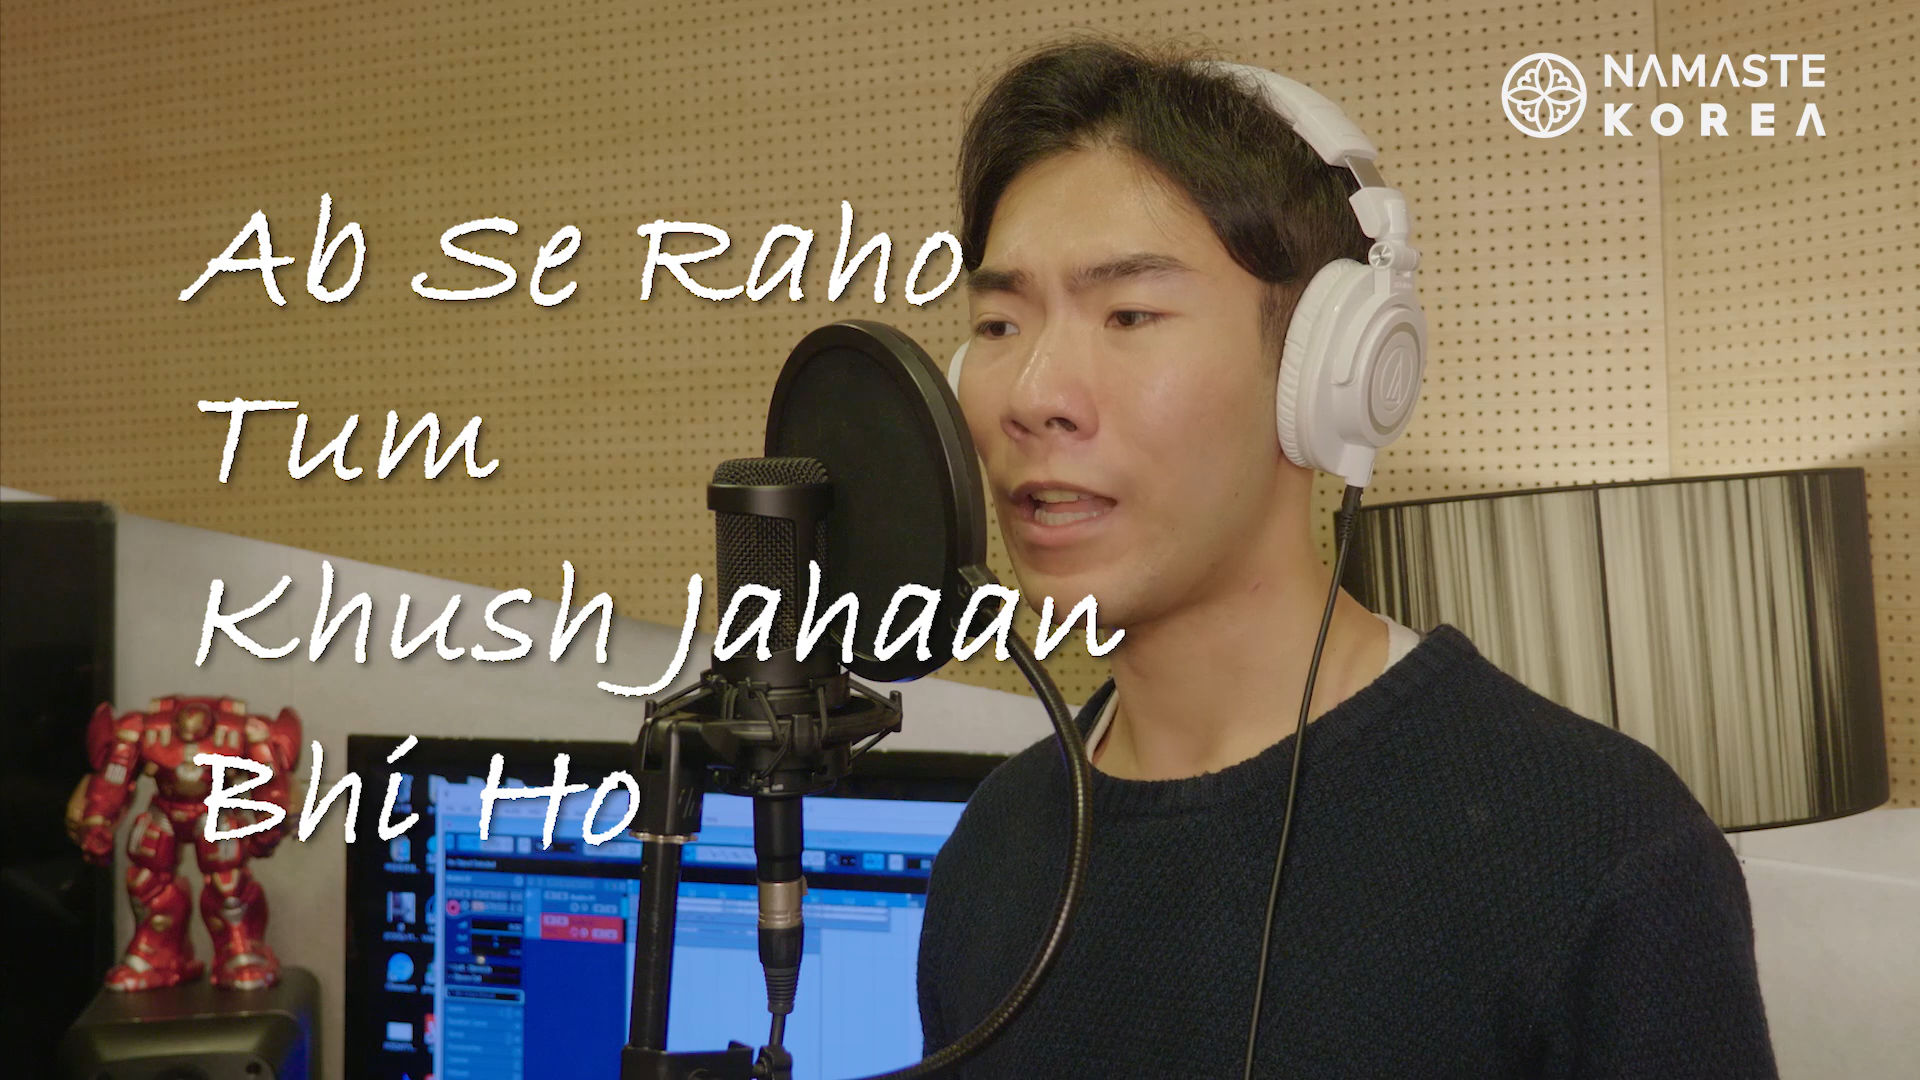 NAMASTE
KOREA
Ab Se Raho
Tum
Khush Jahaan
Bhi Ho